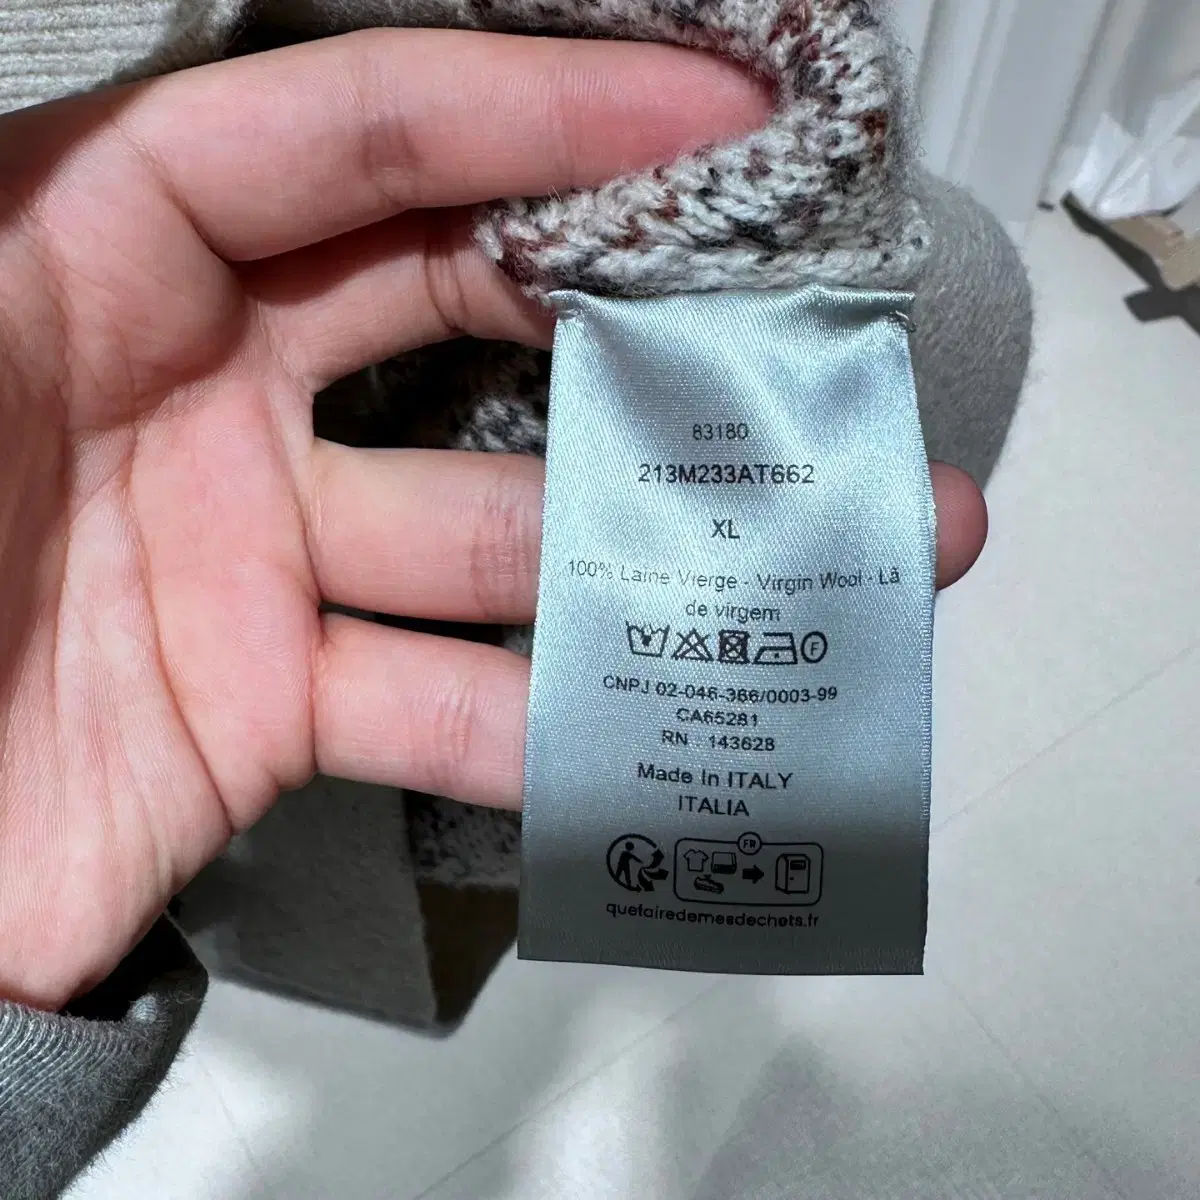 83180
213M233AT662
XL
100% Laine Vierge - Virgin Wool - Lã
de virgem
F
CNPJ 02-046-366/0003-99
CA65281
RN 143628
Made In ITALY
ITALIA
FR
quefairedemesdechets.fr